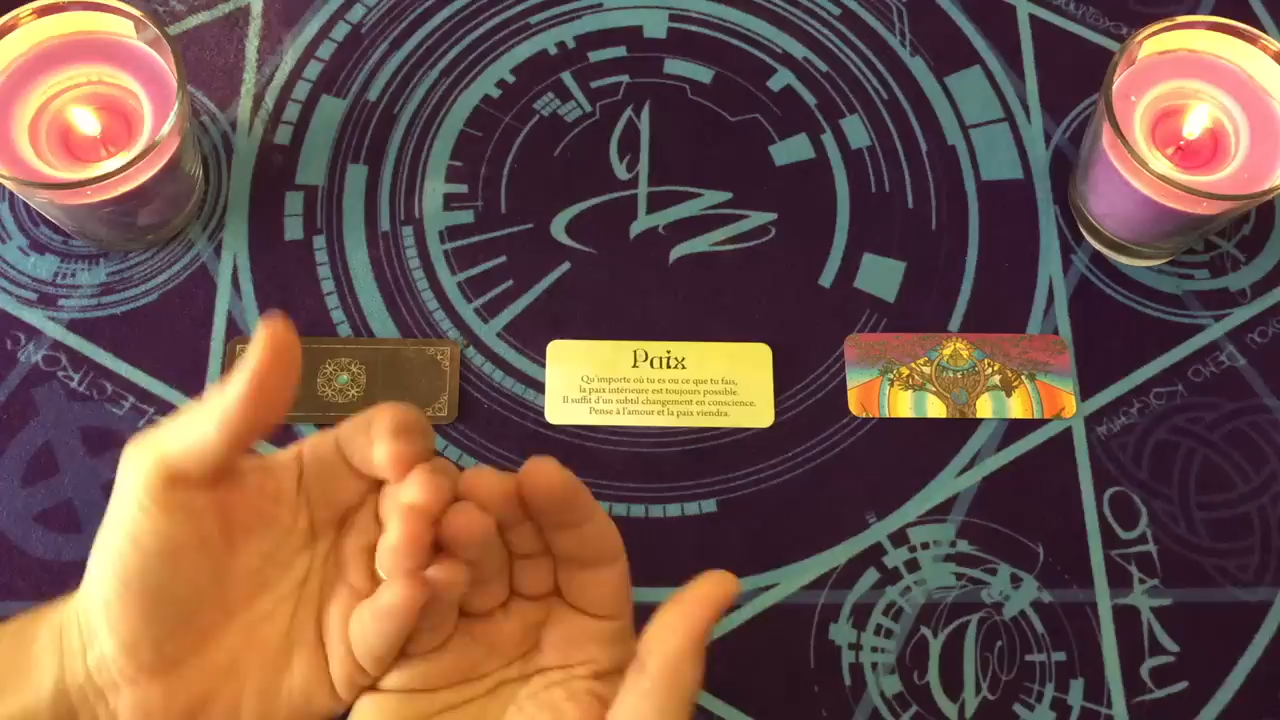 Paix
Qu'importe où tu es ou ce que tu fais,
la paix intérieure est toujours possible.
Il suffit d'un subtil changement en conscience.
Pense à l'amour et la paix viendra.
OTAKU